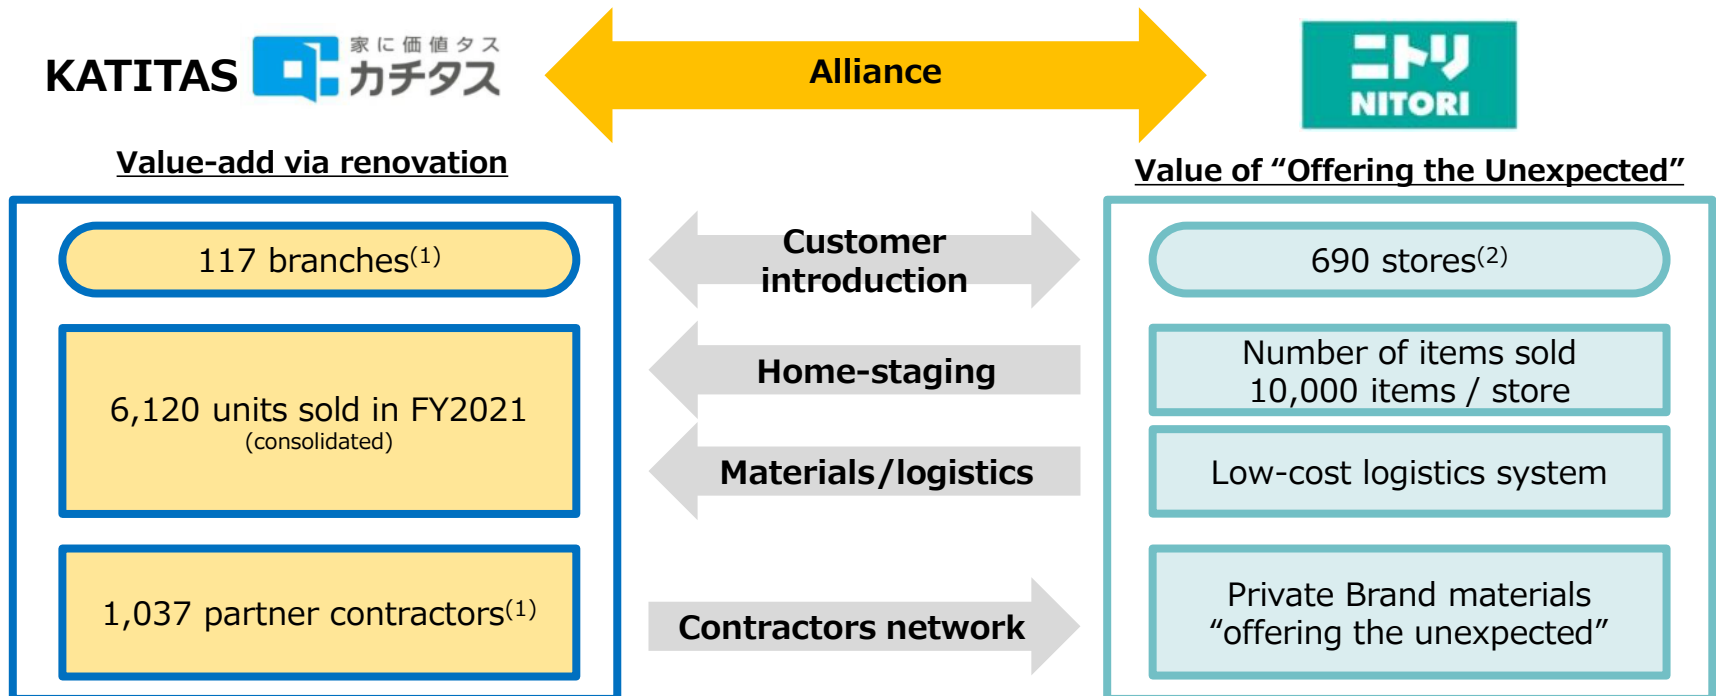 KATITAS
家に価値タス
カチタス
Alliance
ニトリ
NITORI
Value-add via renovation
Value of “Offering the Unexpected”
117 branches(1)
Customer
introduction
690 stores(2)
6,120 units sold in FY2021
(consolidated)
Home-staging
Number of items sold
10,000 items / store
Materials/logistics
Low-cost logistics system
1,037 partner contractors(1)
Contractors network
Private Brand materials
“offering the unexpected”